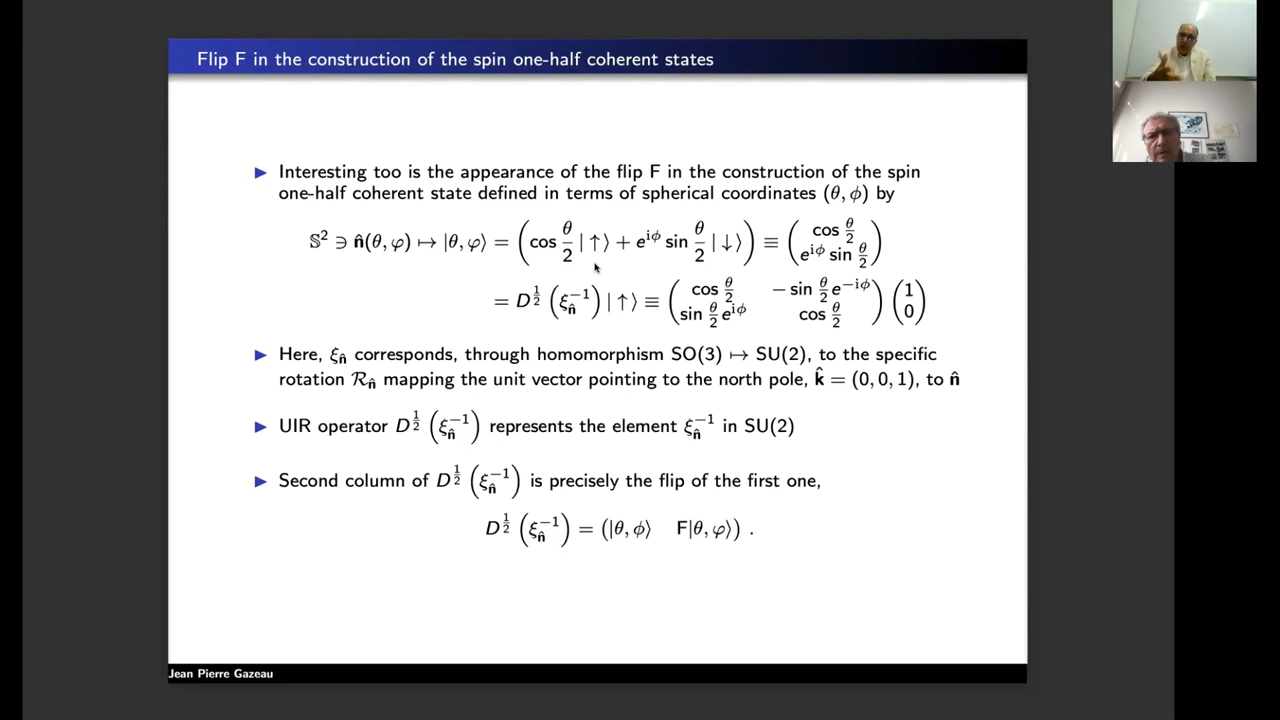 Flip F in the construction of the spin one-half coherent states
▶ Interesting too is the appearance of the flip F in the construction of the spin
one-half coherent state defined in terms of spherical coordinates (θ, ϕ) by
𝕊² ∋ n̂(θ, φ) ↦ |θ, φ⟩ = (cos θ/2 |↑⟩ + e^{iϕ} sin θ/2 |↓⟩) ≡ (cos θ/2 ; e^{iϕ} sin θ/2)
= D^{1/2} (ξ_n̂^{-1}) |↑⟩ ≡ (cos θ/2  − sin θ/2 e^{−iϕ} ; sin θ/2 e^{iϕ}  cos θ/2) (1 ; 0)
▶ Here, ξ_n̂ corresponds, through homomorphism SO(3) ↦ SU(2), to the specific
rotation ℛ_n̂ mapping the unit vector pointing to the north pole, k̂ = (0, 0, 1), to n̂
▶ UIR operator D^{1/2} (ξ_n̂^{-1}) represents the element ξ_n̂^{-1} in SU(2)
▶ Second column of D^{1/2} (ξ_n̂^{-1}) is precisely the flip of the first one,
D^{1/2} (ξ_n̂^{-1}) = (|θ, ϕ⟩  F|θ, φ⟩) .
Jean Pierre Gazeau